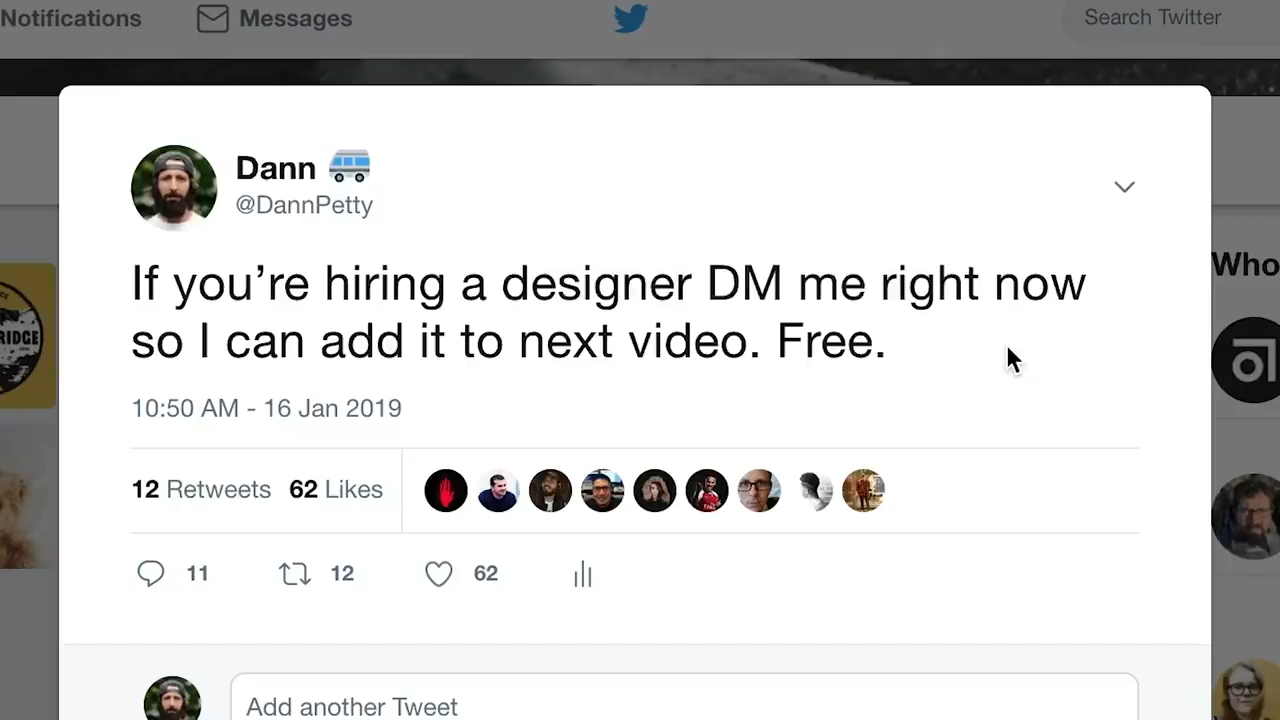 Notifications
Messages
Search Twitter
Dann
@DannPetty
If you’re hiring a designer DM me right now
so I can add it to next video. Free.
10:50 AM - 16 Jan 2019
12 Retweets 62 Likes
11 12 62
Add another Tweet
Who
RIDGE